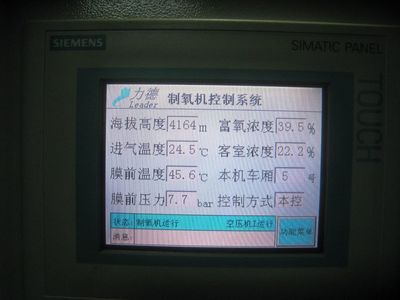 SIEMENS
SIMATIC PANEL
TOUCH
力德 Leader 制氧机控制系统
海拔高度 4164 m 富氧浓度 39.5 %
进气温度 24.5 ℃ 客室浓度 22.2 %
膜前温度 45.6 ℃ 本机车厢 5 号
膜前压力 7.7 bar 控制方式 本控
状态: 制氧机运行 空压机1运行 功能菜单
消息: